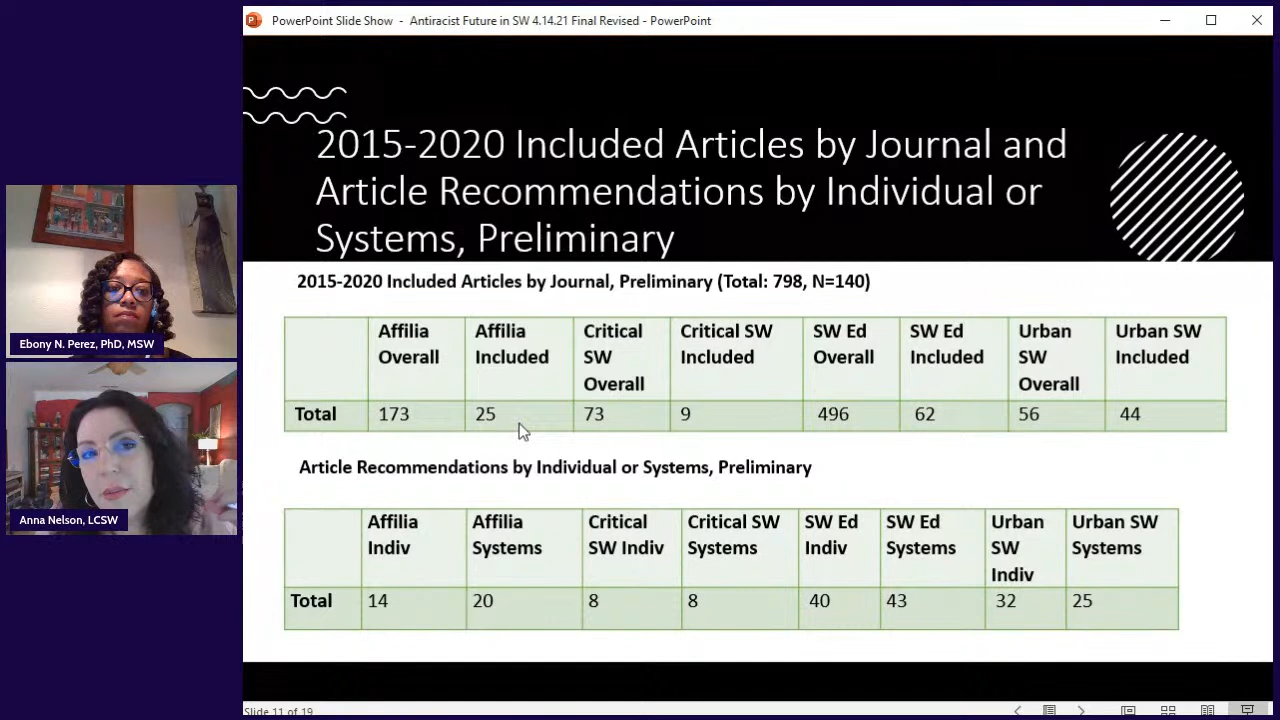 PowerPoint Slide Show - Antiracist Future in SW 4.14.21 Final Revised - PowerPoint
2015-2020 Included Articles by Journal and
Article Recommendations by Individual or
Systems, Preliminary
2015-2020 Included Articles by Journal, Preliminary (Total: 798, N=140)
Affilia Overall
Affilia Included
Critical SW Overall
Critical SW Included
SW Ed Overall
SW Ed Included
Urban SW Overall
Urban SW Included
Total 173 25 73 9 496 62 56 44
Article Recommendations by Individual or Systems, Preliminary
Affilia Indiv
Affilia Systems
Critical SW Indiv
Critical SW Systems
SW Ed Indiv
SW Ed Systems
Urban SW Indiv
Urban SW Systems
Total 14 20 8 8 40 43 32 25
Ebony N. Perez, PhD, MSW
Anna Nelson, LCSW
Slide 11 of 19